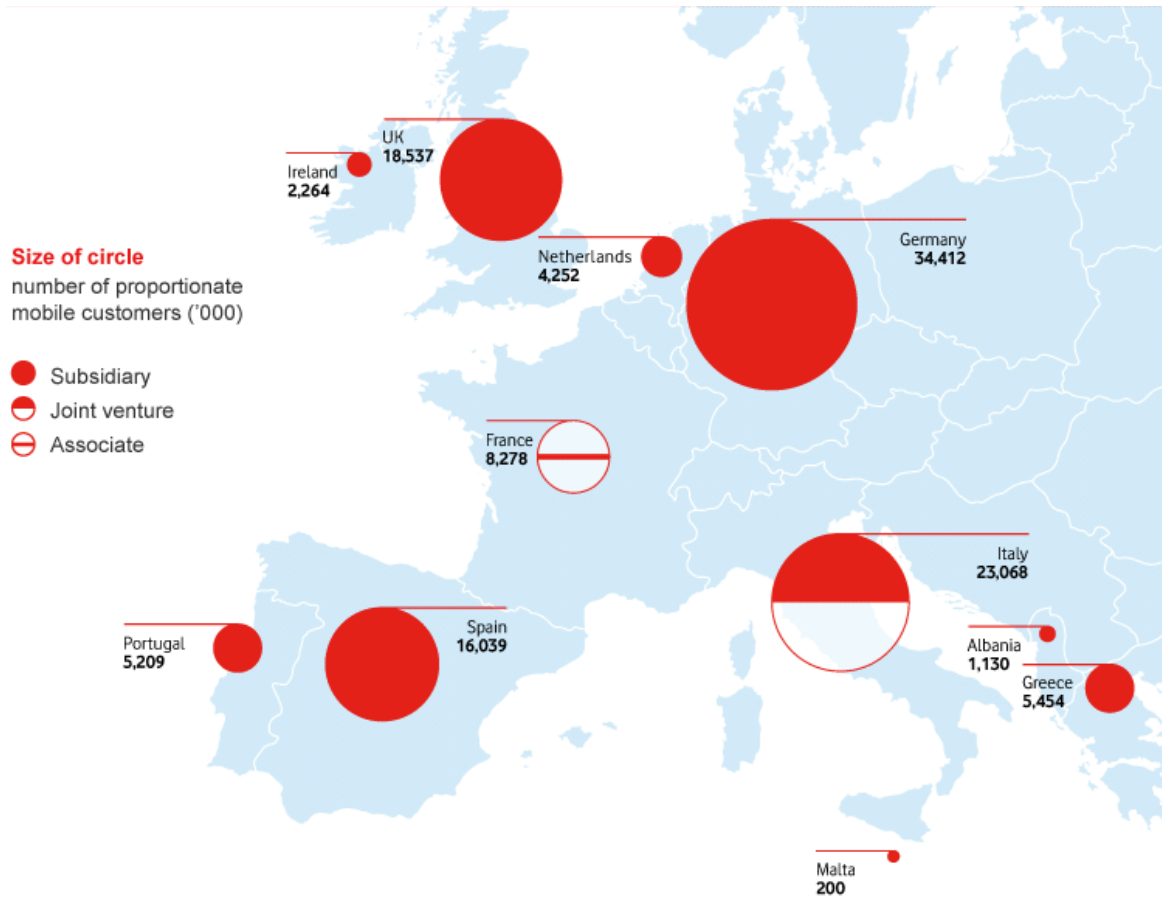 UK
18,537
Ireland
2,264
Size of circle
number of proportionate
mobile customers ('000)
Subsidiary
Joint venture
Associate
Netherlands
4,252
Germany
34,412
France
8,278
Italy
23,068
Portugal
5,209
Spain
16,039
Albania
1,130
Greece
5,454
Malta
200